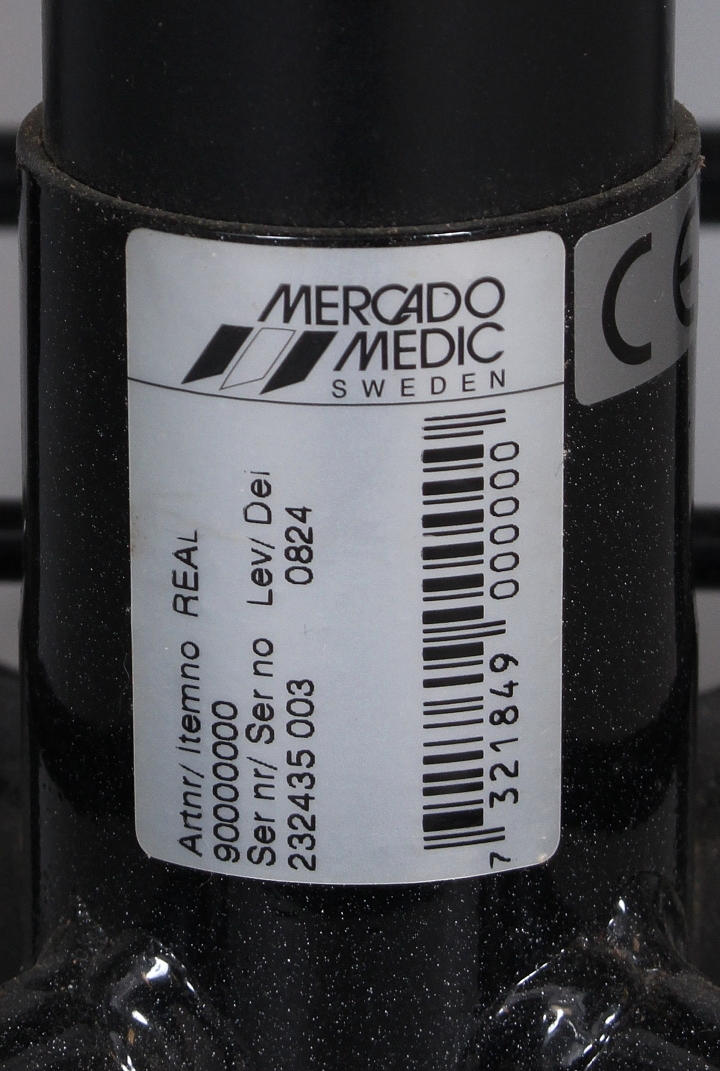 MERCADO
MEDIC
SWEDEN
CE
Artnr/ Itemno REAL
90000000
Ser nr/ Ser no Lev/ Del
232435 003 0824
7 321849 000000